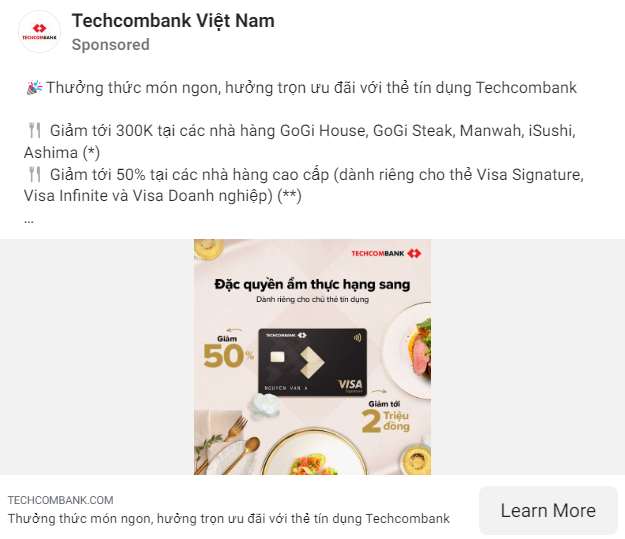 TECHCOMBANK
Techcombank Việt Nam
Sponsored
🎉 Thưởng thức món ngon, hưởng trọn ưu đãi với thẻ tín dụng Techcombank
🍴 Giảm tới 300K tại các nhà hàng GoGi House, GoGi Steak, Manwah, iSushi,
Ashima (*)
🍴 Giảm tới 50% tại các nhà hàng cao cấp (dành riêng cho thẻ Visa Signature,
Visa Infinite và Visa Doanh nghiệp) (**)
...
TECHCOMBANK
Đặc quyền ẩm thực hạng sang
Dành riêng cho chủ thẻ tín dụng
Giảm
50%
TECHCOMBANK
NGUYEN VAN A
VISA
Signature
Giảm tới
2 Triệu
đồng
TECHCOMBANK.COM
Thưởng thức món ngon, hưởng trọn ưu đãi với thẻ tín dụng Techcombank
Learn More